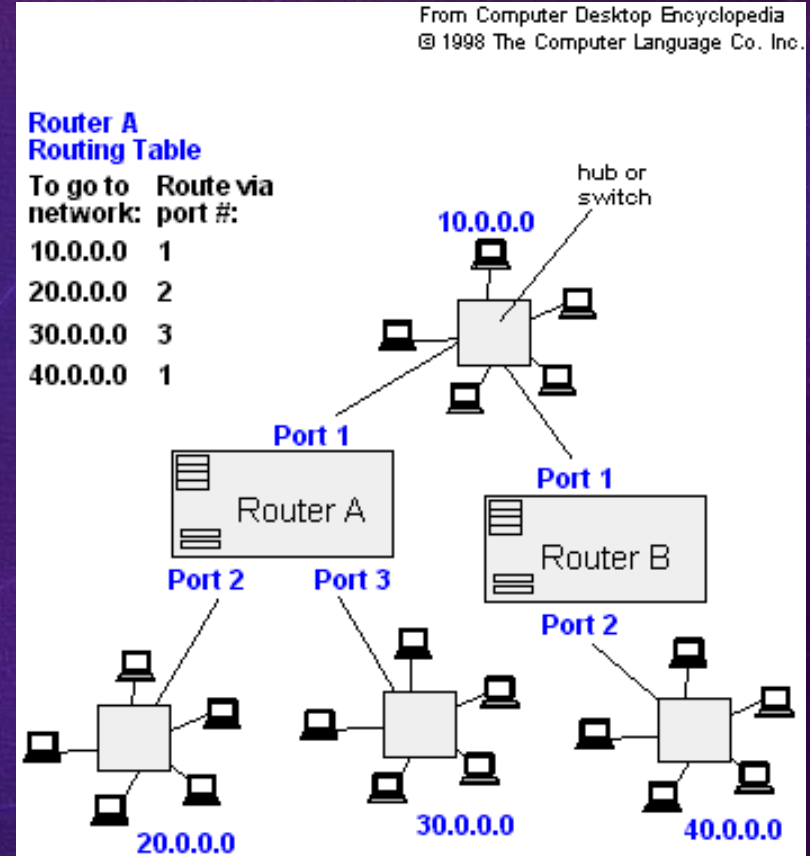 From Computer Desktop Encyclopedia
© 1998 The Computer Language Co. Inc.
Router A
Routing Table
To go to Route via
network: port #:
10.0.0.0 1
20.0.0.0 2
30.0.0.0 3
40.0.0.0 1
hub or
switch
10.0.0.0
Port 1
Router A
Port 2 Port 3
Port 1
Router B
Port 2
20.0.0.0
30.0.0.0
40.0.0.0